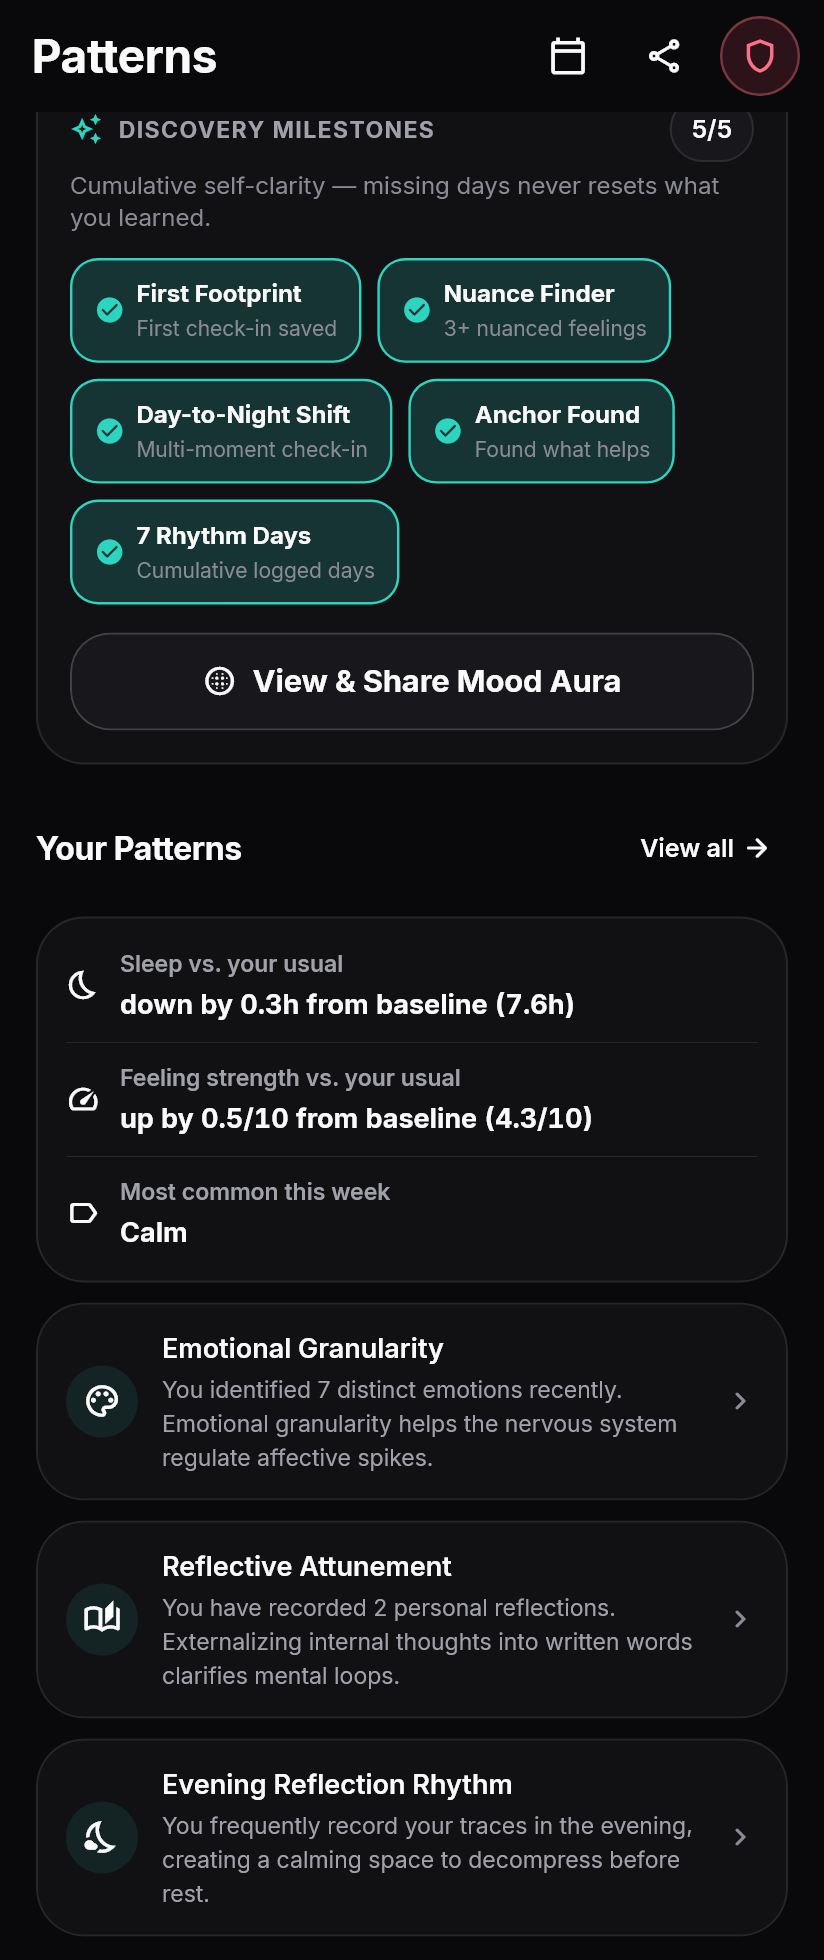 Patterns
DISCOVERY MILESTONES
5/5
Cumulative self-clarity — missing days never resets what
you learned.
First Footprint
First check-in saved
Nuance Finder
3+ nuanced feelings
Day-to-Night Shift
Multi-moment check-in
Anchor Found
Found what helps
7 Rhythm Days
Cumulative logged days
View & Share Mood Aura
Your Patterns
View all
Sleep vs. your usual
down by 0.3h from baseline (7.6h)
Feeling strength vs. your usual
up by 0.5/10 from baseline (4.3/10)
Most common this week
Calm
Emotional Granularity
You identified 7 distinct emotions recently.
Emotional granularity helps the nervous system
regulate affective spikes.
Reflective Attunement
You have recorded 2 personal reflections.
Externalizing internal thoughts into written words
clarifies mental loops.
Evening Reflection Rhythm
You frequently record your traces in the evening,
creating a calming space to decompress before
rest.